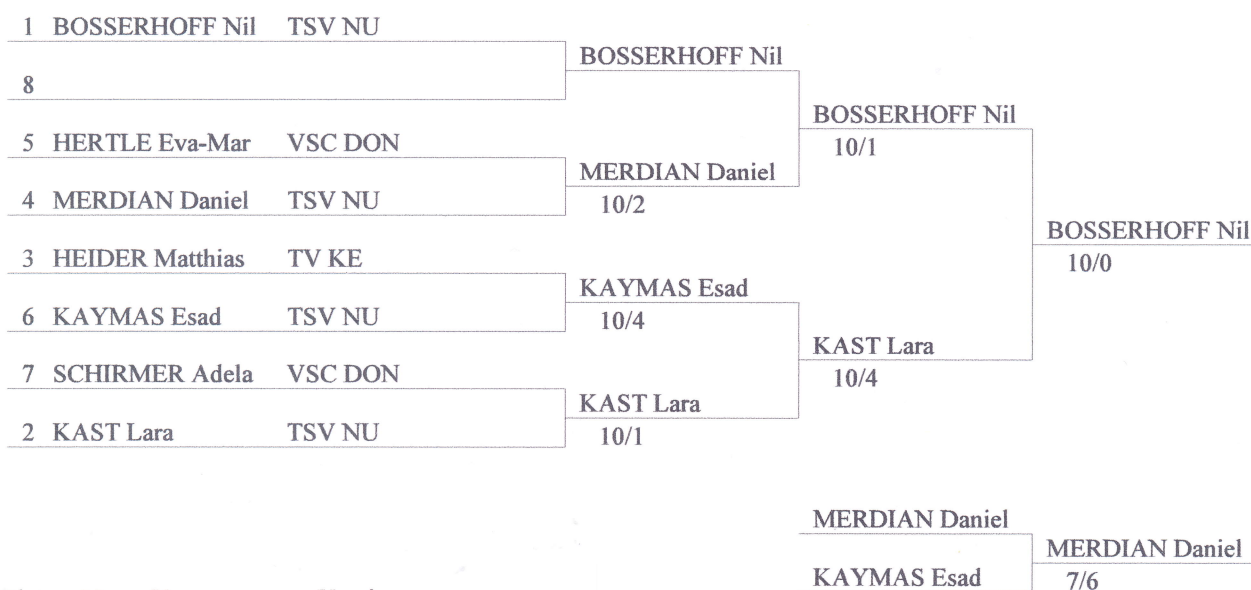 1 BOSSERHOFF Nil TSV NU
8
5 HERTLE Eva-Mar VSC DON
4 MERDIAN Daniel TSV NU
3 HEIDER Matthias TV KE
6 KAYMAS Esad TSV NU
7 SCHIRMER Adela VSC DON
2 KAST Lara TSV NU
BOSSERHOFF Nil
MERDIAN Daniel
10/2
KAYMAS Esad
10/4
KAST Lara
10/1
BOSSERHOFF Nil
10/1
KAST Lara
10/4
BOSSERHOFF Nil
10/0
MERDIAN Daniel
KAYMAS Esad
MERDIAN Daniel
7/6